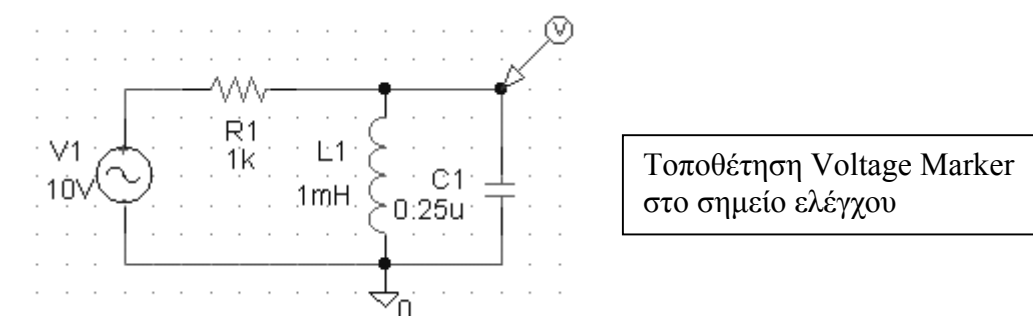 V
R1
1k
V1
10V
L1
1mH
C1
0.25u
0
Τοποθέτηση Voltage Marker
στο σημείο ελέγχου